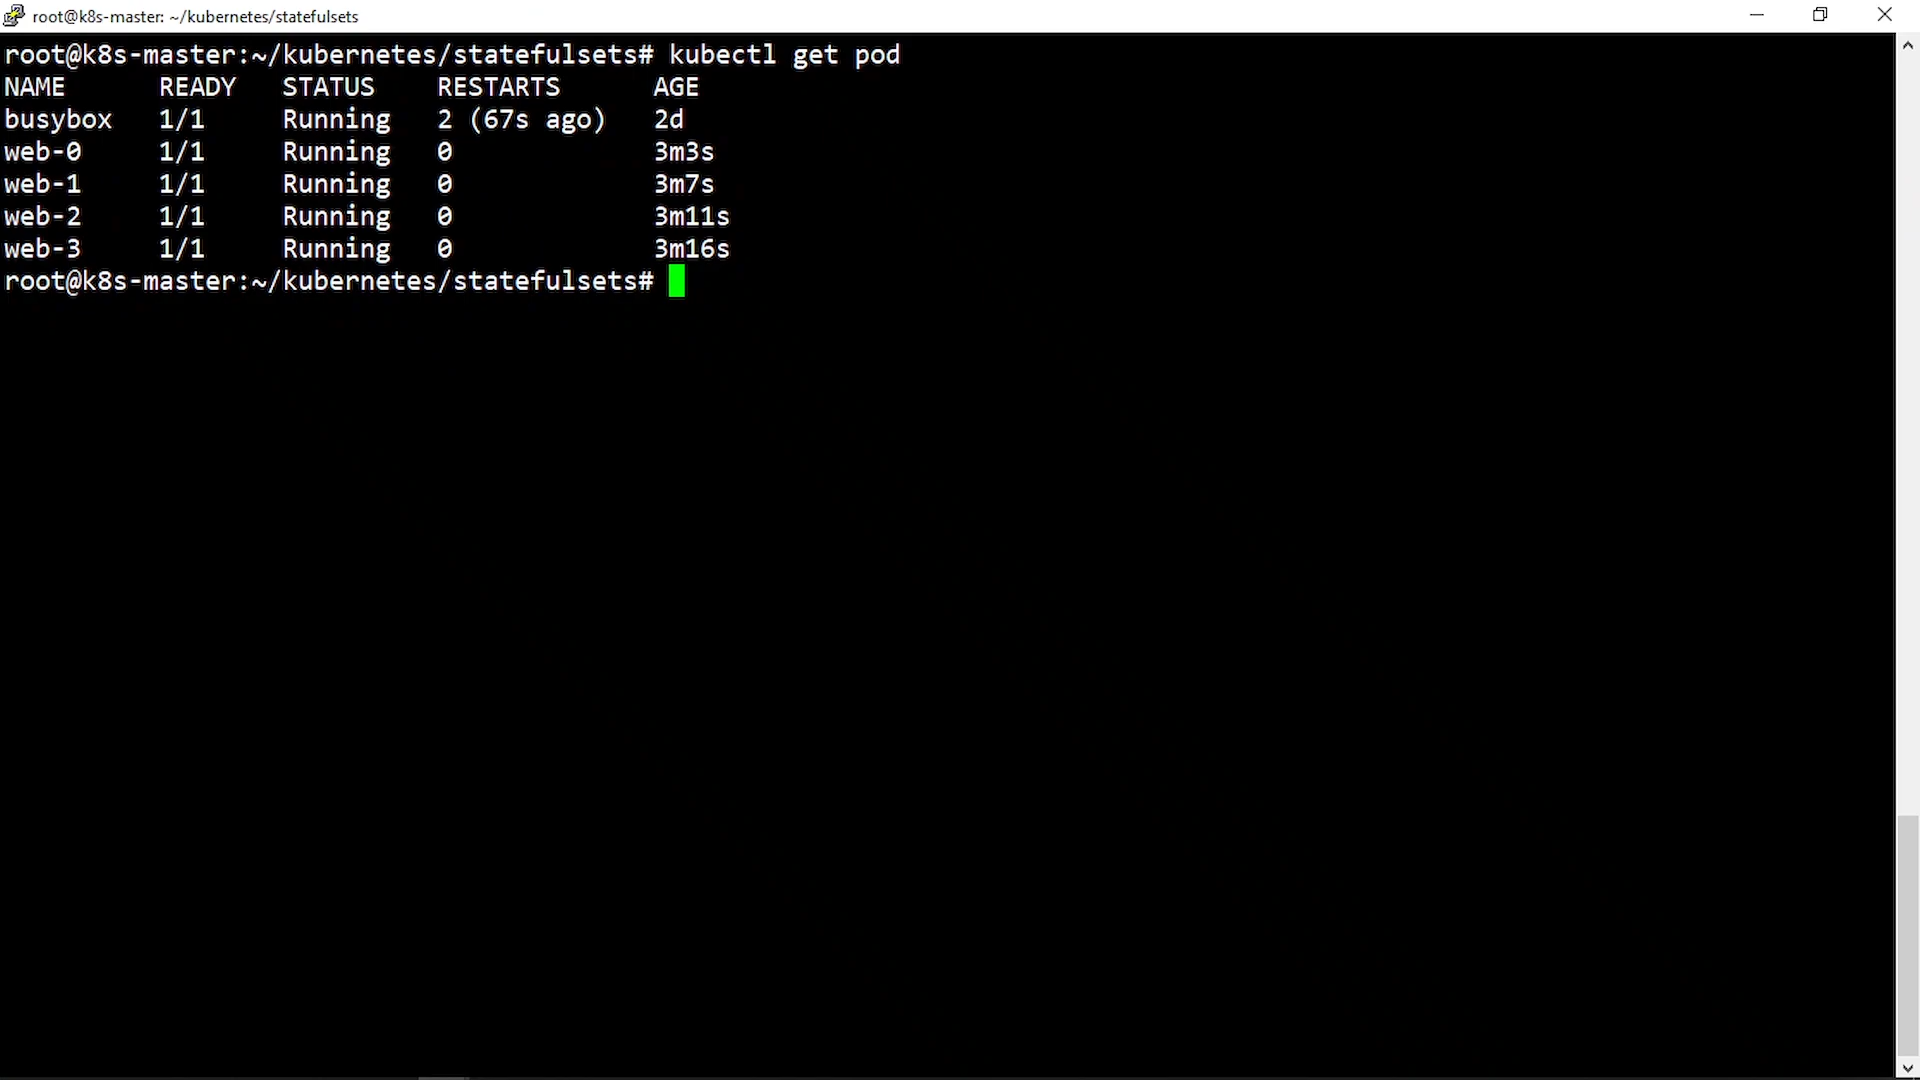 root@k8s-master: ~/kubernetes/statefulsets
root@k8s-master:~/kubernetes/statefulsets# kubectl get pod
NAME      READY   STATUS    RESTARTS      AGE
busybox   1/1     Running   2 (67s ago)   2d
web-0     1/1     Running   0             3m3s
web-1     1/1     Running   0             3m7s
web-2     1/1     Running   0             3m11s
web-3     1/1     Running   0             3m16s
root@k8s-master:~/kubernetes/statefulsets#